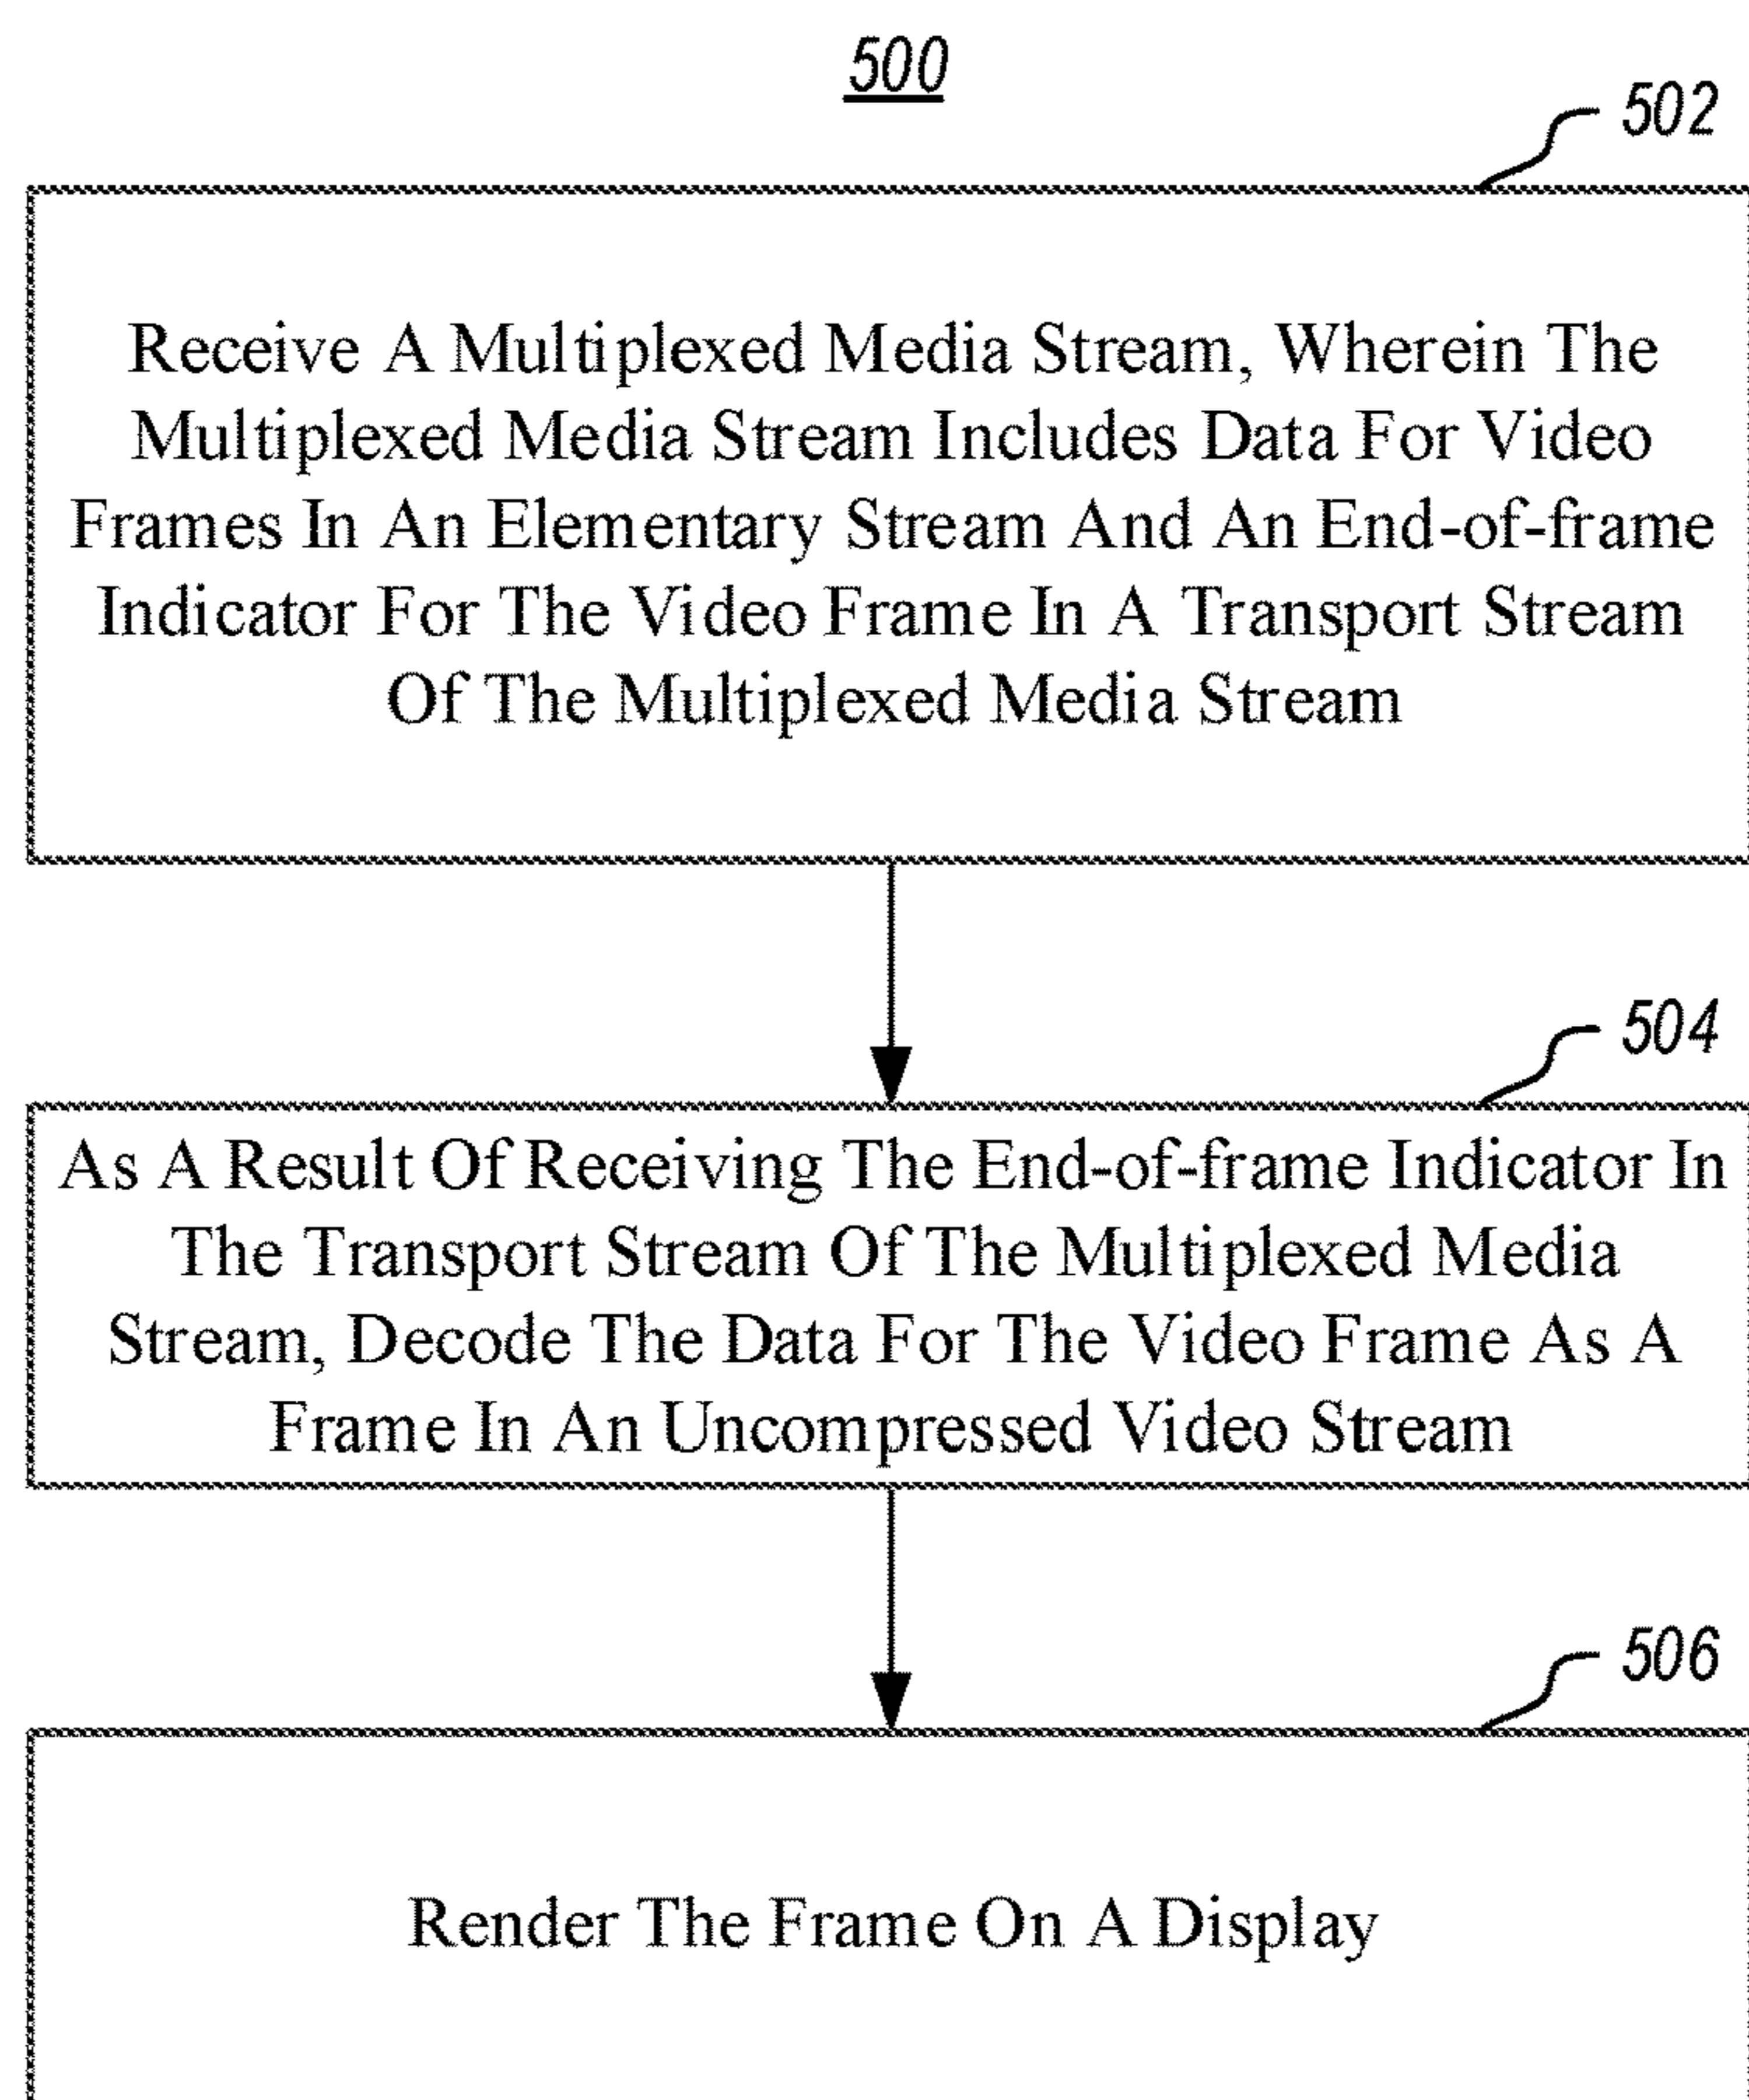 500
502
Receive A Multiplexed Media Stream, Wherein The
Multiplexed Media Stream Includes Data For Video
Frames In An Elementary Stream And An End-of-frame
Indicator For The Video Frame In A Transport Stream
Of The Multiplexed Media Stream
504
As A Result Of Receiving The End-of-frame Indicator In
The Transport Stream Of The Multiplexed Media
Stream, Decode The Data For The Video Frame As A
Frame In An Uncompressed Video Stream
506
Render The Frame On A Display